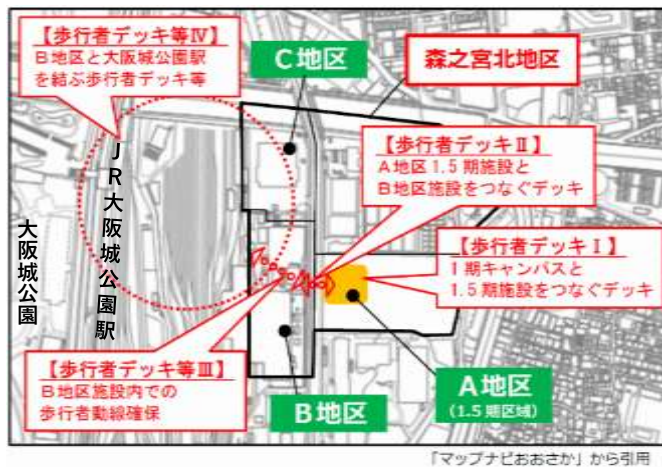 【歩行者デッキ等Ⅳ】
B地区と大阪城公園駅
を結ぶ歩行者デッキ等
C地区
森之宮北地区
【歩行者デッキⅡ】
A地区1.5期施設と
B地区施設をつなぐデッキ
JR大阪城公園駅
大阪城公園
【歩行者デッキⅠ】
1期キャンパスと
1.5期施設をつなぐデッキ
【歩行者デッキ等Ⅲ】
B地区施設内での
歩行者動線確保
B地区
A地区
(1.5期区域)
「マップナビおおさか」から引用